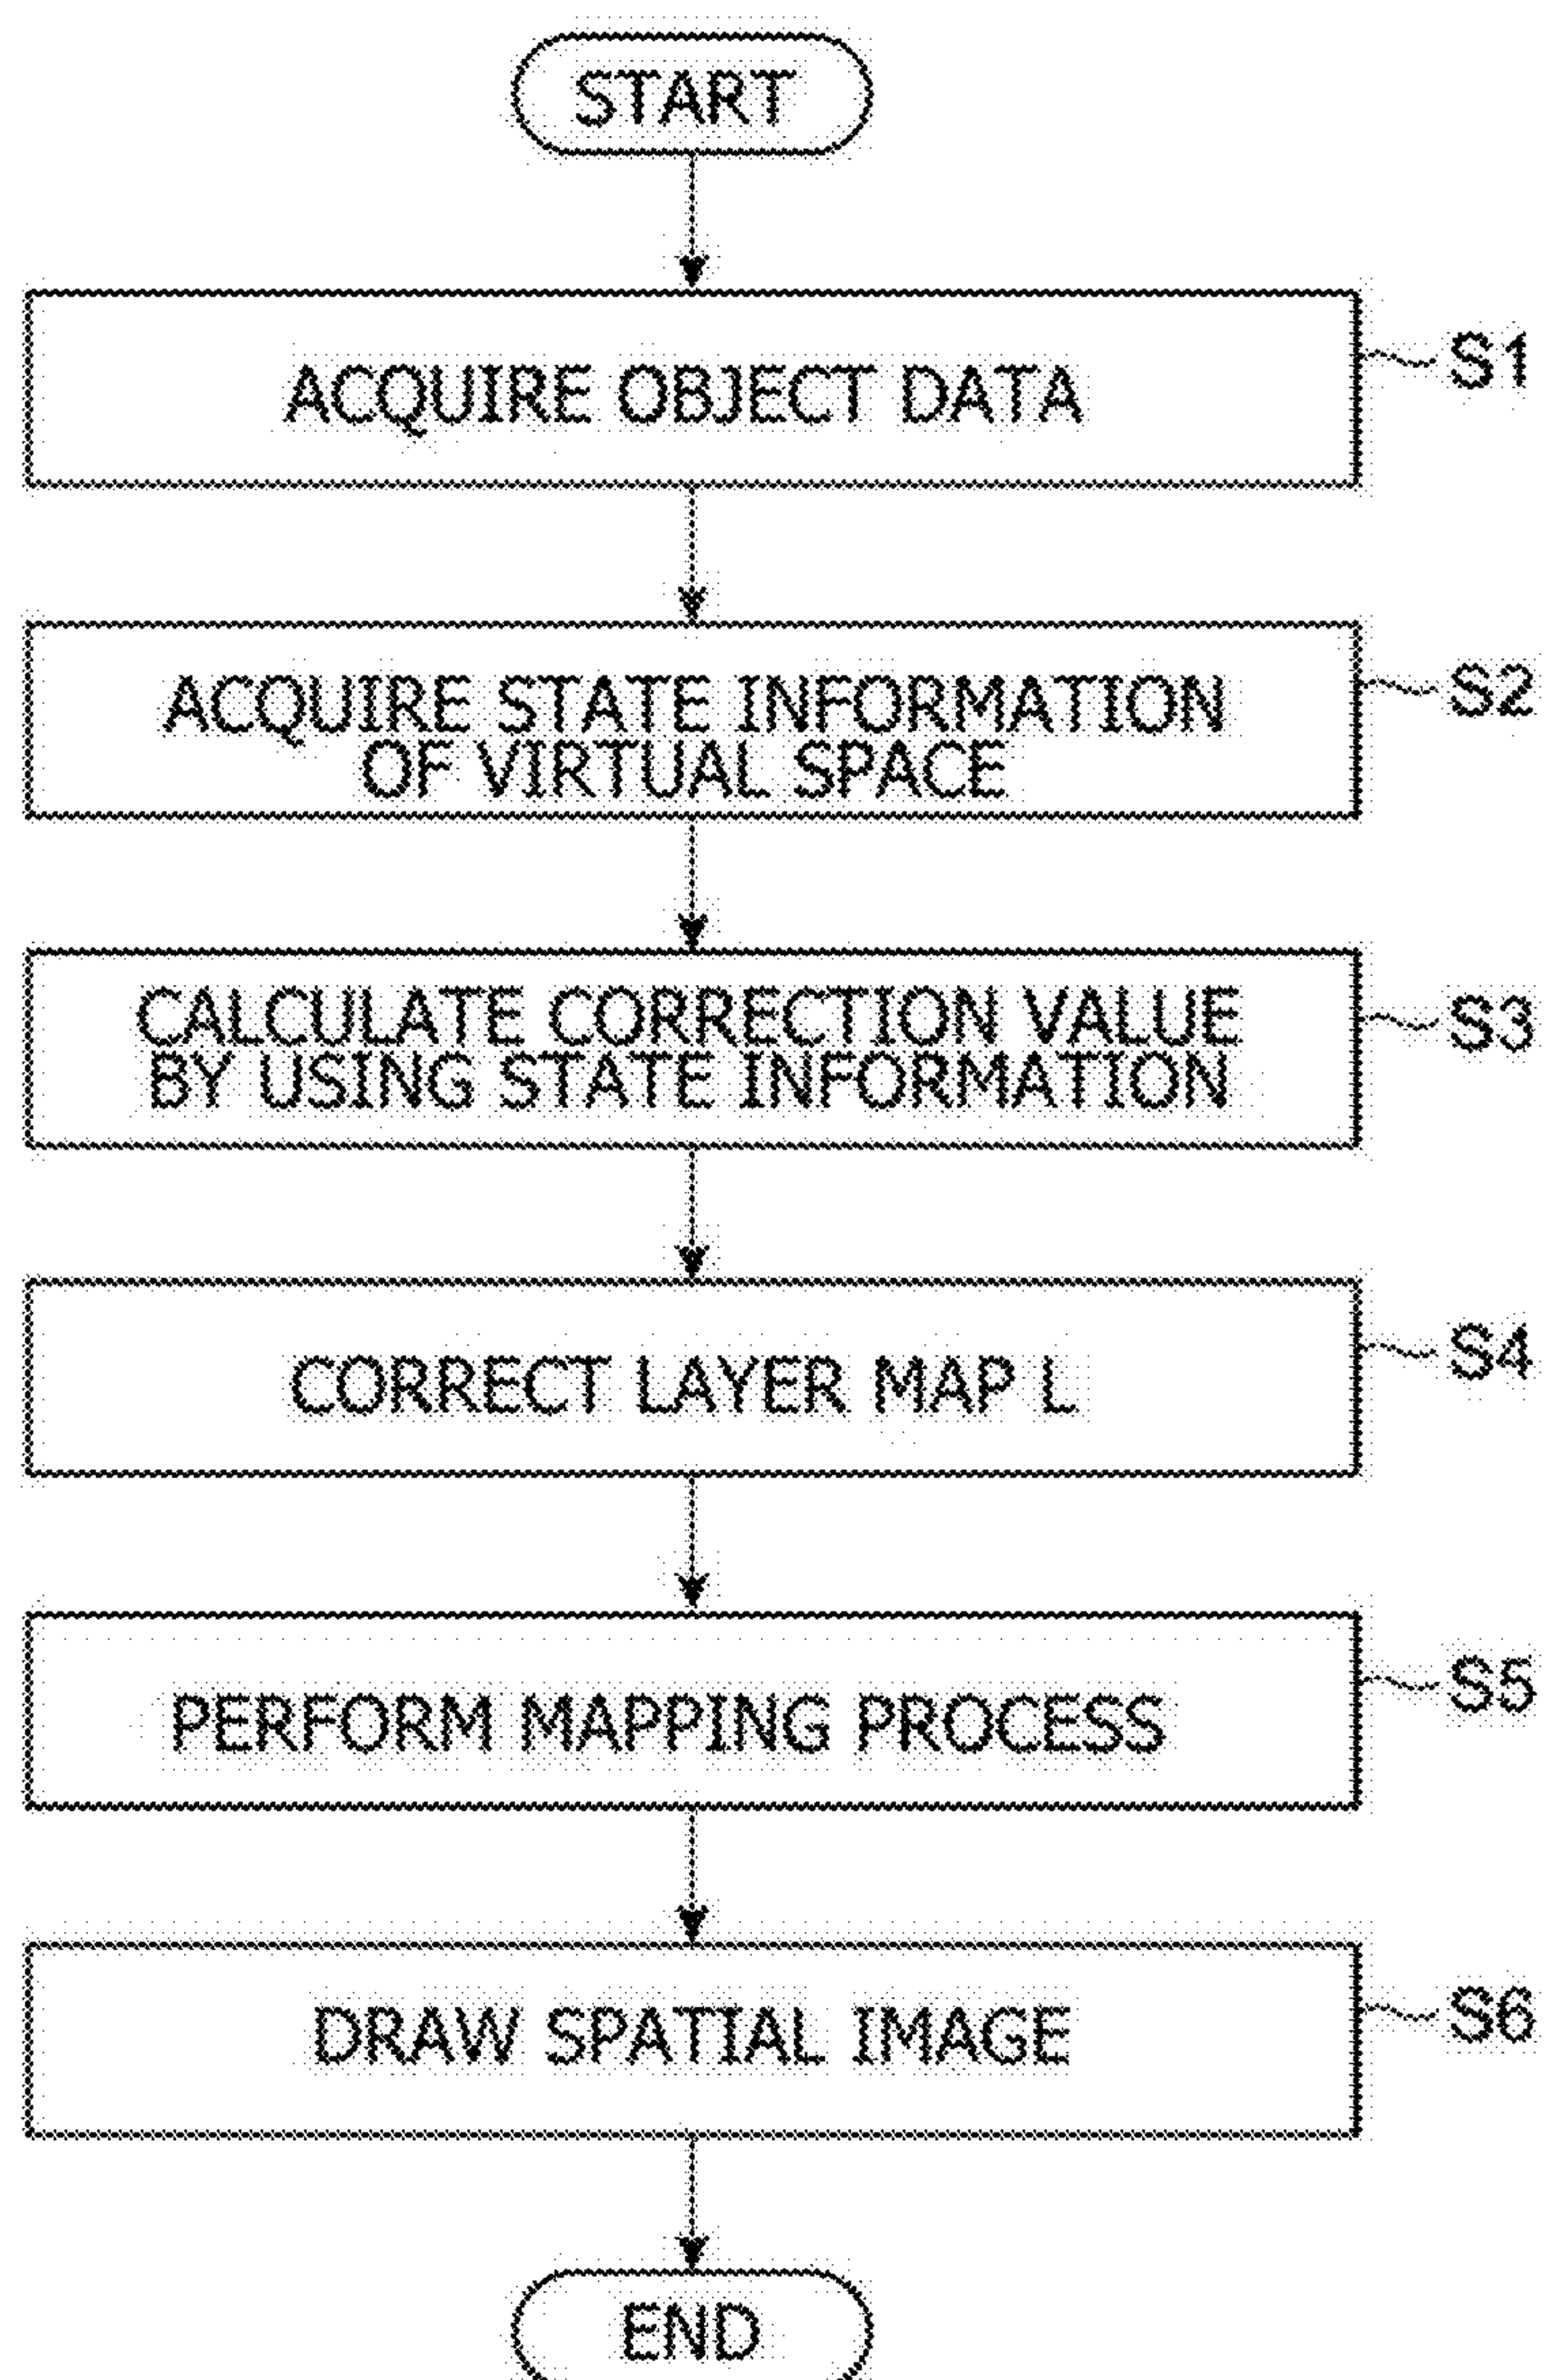 START
ACQUIRE OBJECT DATA
S1
ACQUIRE STATE INFORMATION
OF VIRTUAL SPACE
S2
CALCULATE CORRECTION VALUE
BY USING STATE INFORMATION
S3
CORRECT LAYER MAP L
S4
PERFORM MAPPING PROCESS
S5
DRAW SPATIAL IMAGE
S6
END